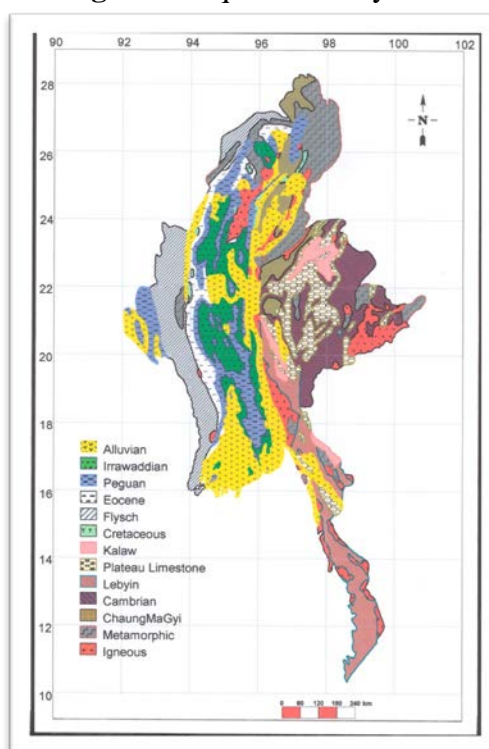 90 92 94 96 98 100 102
28
26
24
22
20
18
16
14
12
10
N
Alluvian
Irrawaddian
Peguan
Eocene
Flysch
Cretaceous
Kalaw
Plateau Limestone
Lebyin
Cambrian
ChaungMaGyi
Metamorphic
Igneous
0 60 120 180 240 km